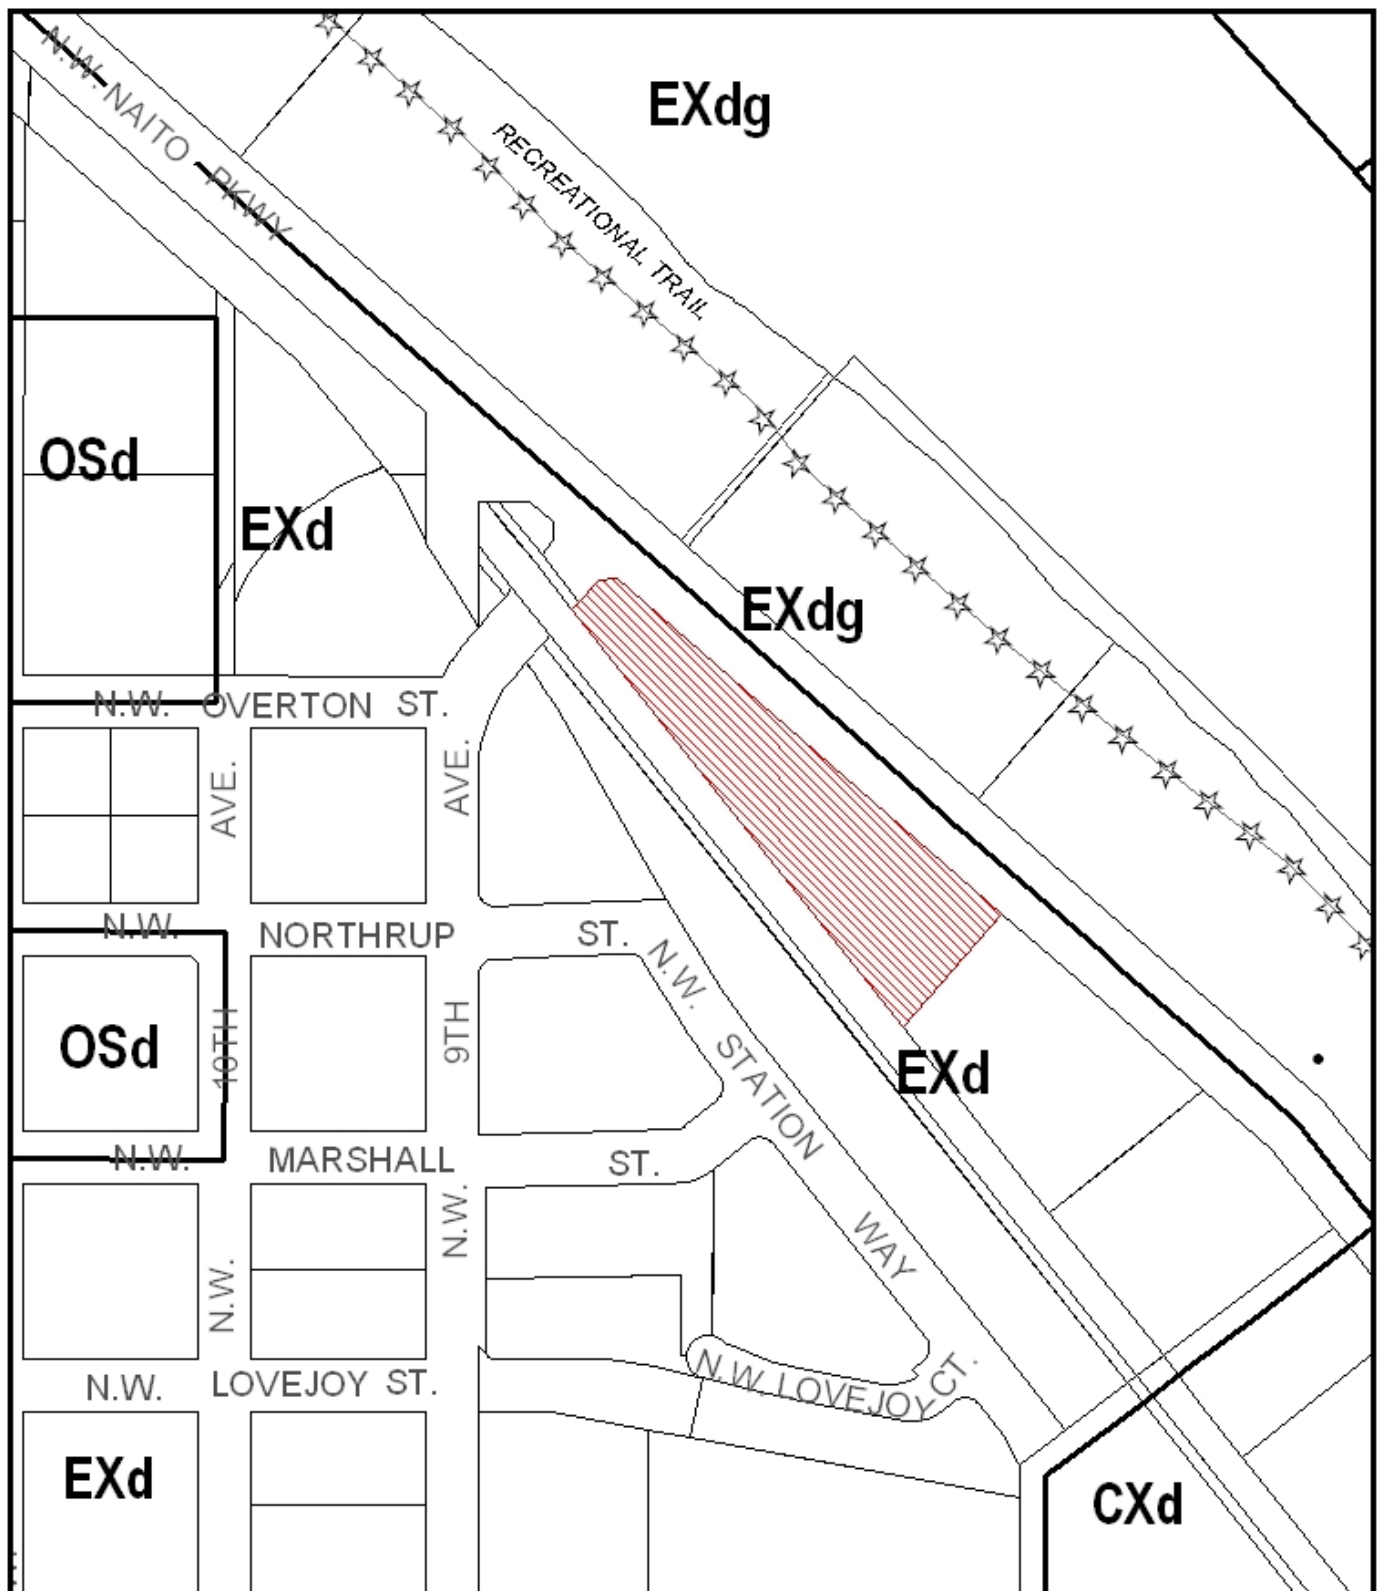 N.W. NAITO PKWY
EXdg
RECREATIONAL TRAIL
OSd
EXd
EXdg
N.W. OVERTON ST.
AVE.
AVE.
N.W. NORTHRUP ST.
N.W. STATION WAY
OSd
10TH
9TH
EXd
N.W. MARSHALL ST.
N.W.
N.W.
N.W. LOVEJOY ST.
N.W. LOVEJOY CT.
EXd
CXd